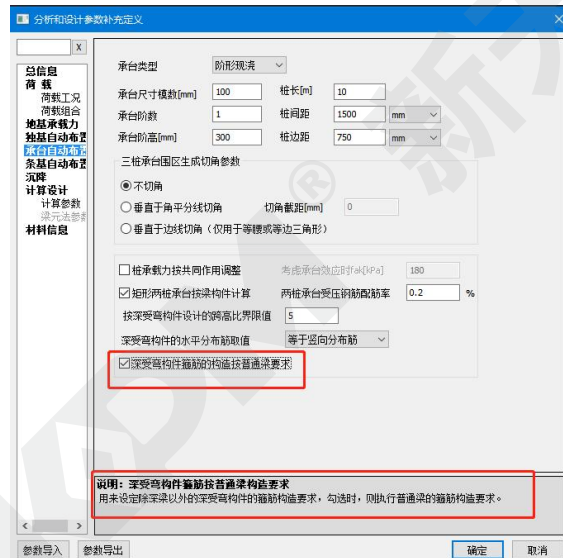 分析和设计参数补充定义
X
总信息
荷 载
荷载工况
荷载组合
地基承载力
独基自动布置
承台自动布置
条基自动布置
沉降
计算设计
计算参数
梁元法参数
材料信息
承台类型 阶形现浇
承台尺寸模数[mm] 100 桩长[m] 10
承台阶数 1 桩间距 1500 mm
承台阶高[mm] 300 桩边距 750 mm
三桩承台围区生成切角参数
不切角
垂直于角平分线切角 切角截距[mm] 0
垂直于边线切角（仅用于等腰或等边三角形）
桩承载力按共同作用调整 考虑承台效应时fak[kPa] 180
矩形两桩承台按梁构件计算 两桩承台受压钢筋配筋率 0.2 %
按深受弯构件设计的跨高比界限值 5
深受弯构件的水平分布筋取值 等于竖向分布筋
深受弯构件箍筋的构造按普通梁要求
说明：深受弯构件箍筋按普通梁构造要求
用来设定除深梁以外的深受弯构件的箍筋构造要求，勾选时，则执行普通梁的箍筋构造要求。
参数导入 参数导出 确定 取消